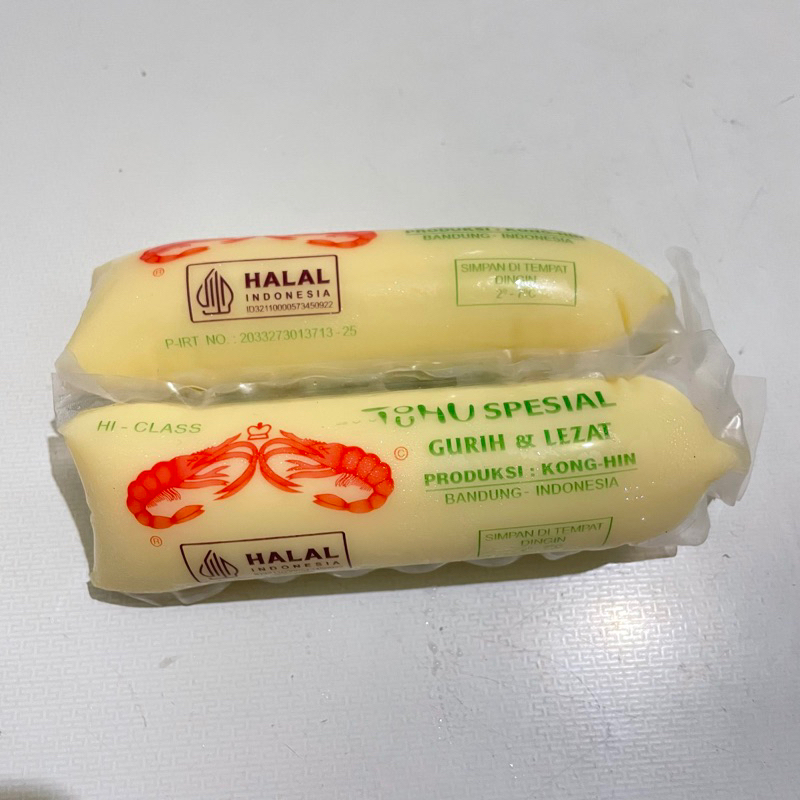 ®
PRODUKSI : KONG-HIN
BANDUNG- INDONESIA
HALAL
INDONESIA
ID32110000573450922
SIMPAN DI TEMPAT
DINGIN
P-IRT NO. : 2033273013713 - 25
HI - CLASS
TOHU SPESIAL
©
GURIH & LEZAT
PRODUKSI : KONG-HIN
BANDUNG- INDONESIA
®
HALAL
INDONESIA
SIMPAN DI TEMPAT
DINGIN